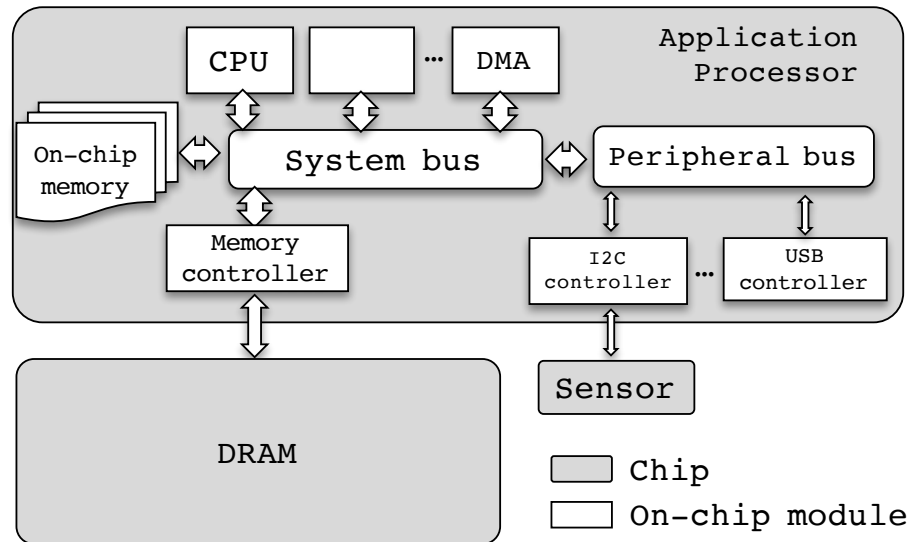 Application
Processor
CPU
...
DMA
On-chip
memory
System bus
Peripheral bus
Memory
controller
I2C
controller
...
USB
controller
DRAM
Sensor
Chip
On-chip module